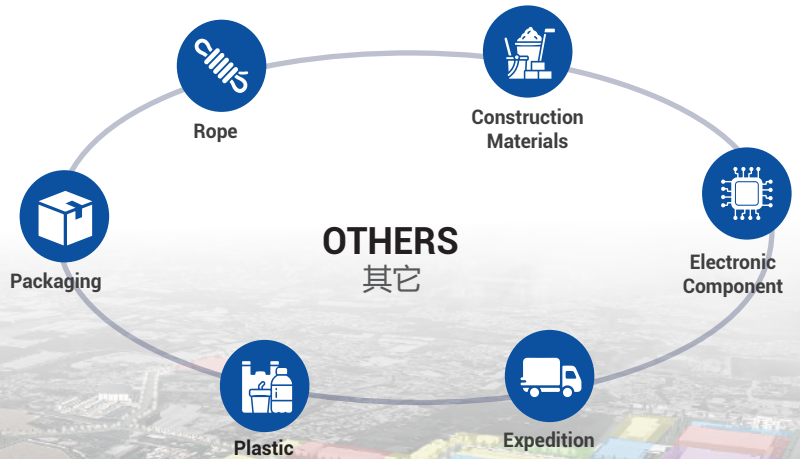 Rope
Construction
Materials
Packaging
OTHERS
其它
Electronic
Component
Plastic
Expedition